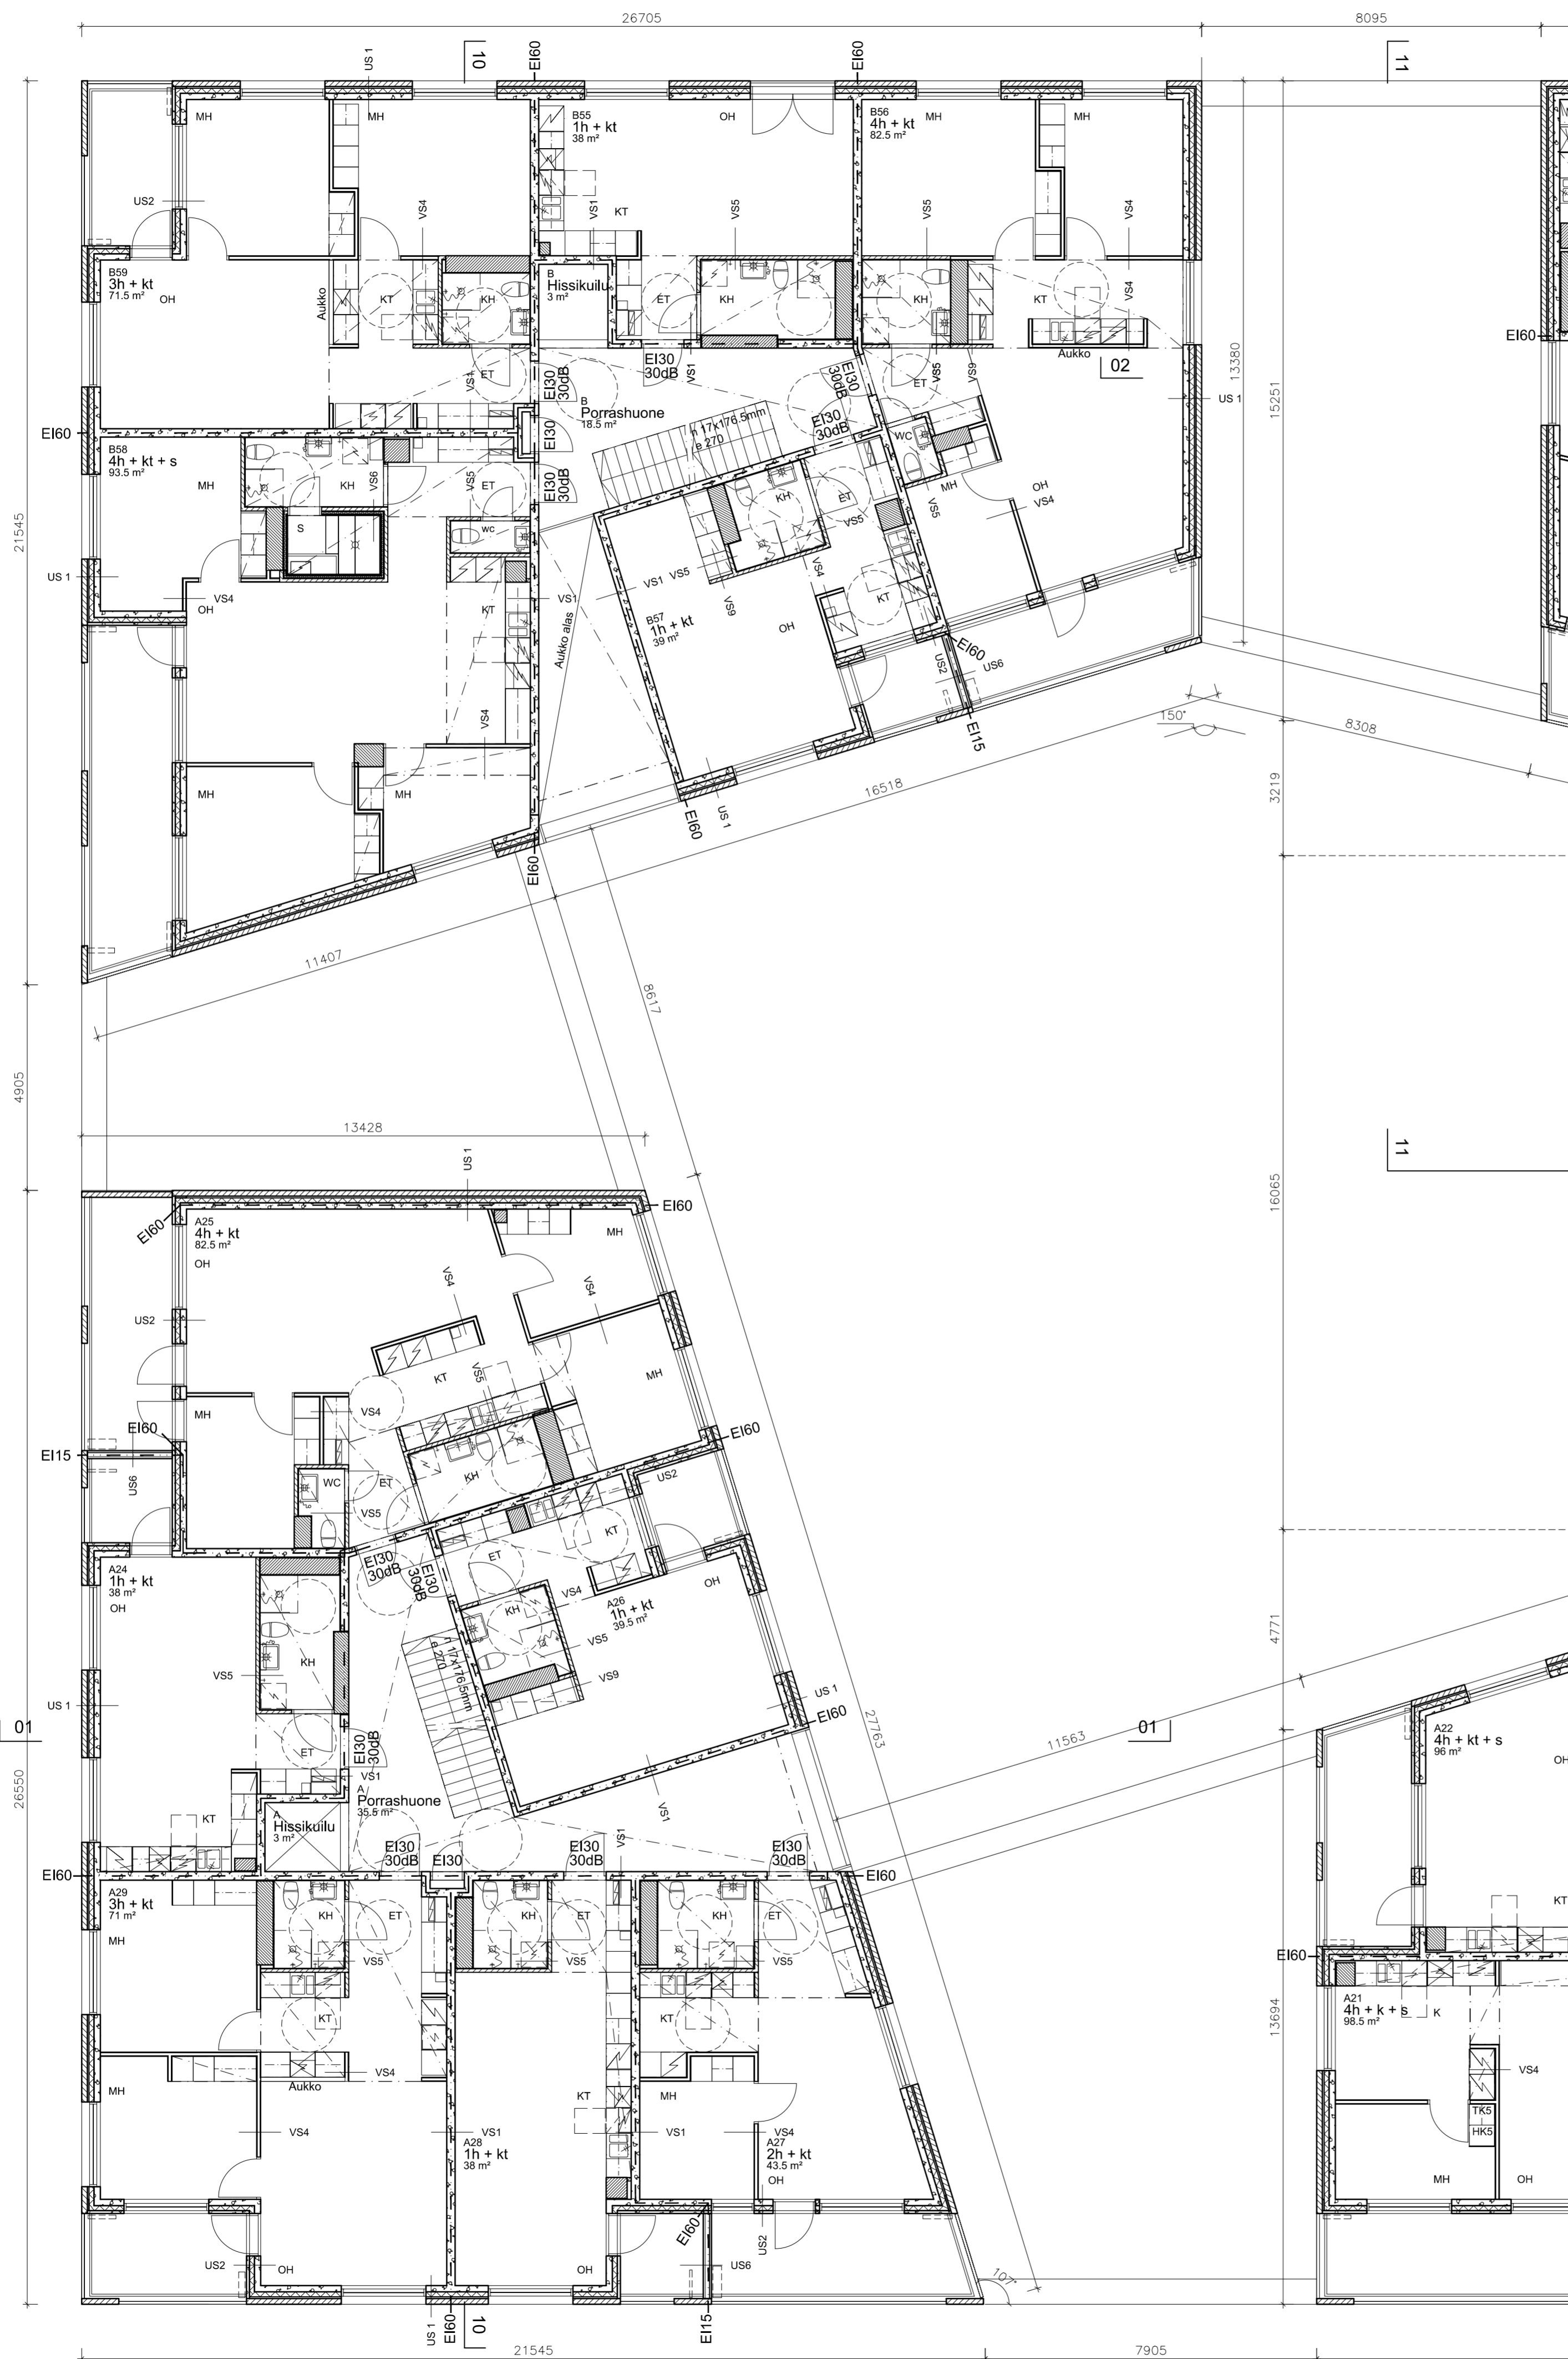 26705
8095
US 1
10
EI60
EI60
11
MH
MH
B55
1h + kt
38 m²
OH
B56
4h + kt
82.5 m²
MH
MH
US2
VS4
VS1
KT
VS5
VS5
VS4
B59
3h + kt
71.5 m²
OH
Aukko
KT
KH
B
Hissikuilu
3 m²
ET
KH
KH
KT
VS4
Aukko
02
EI60
13380
15251
VS1
ET
EI30
30dB
EI30
30dB
VS1
EI30
30dB
VS5
VS9
ET
US 1
B
Porrashuone
18.5 m²
n 17x176.5mm
e 270
EI30
30dB
EI60
EI30
B58
4h + kt + s
93.5 m²
MH
KH
VS6
VS5
ET
EI30
30dB
WC
KH
ET
MH
OH
VS4
VS5
VS5
VS5
S
wc
21545
US 1
VS4
OH
KT
VS1
VS1
VS5
VS4
VS9
KT
B57
1h + kt
39 m²
OH
Aukko alas
EI60
US2
US6
VS4
EI15
150°
8308
MH
MH
16518
3219
US 1
EI60
EI60
11407
8617
4905
13428
US 1
11
16065
EI60
EI60
A25
4h + kt
82.5 m²
OH
MH
VS4
VS4
US2
KT
VS5
MH
MH
VS4
EI60
EI60
EI15
US6
WC
ET
VS5
KH
US2
A24
1h + kt
38 m²
OH
EI30
30dB
EI30
30dB
ET
KT
VS4
A26
1h + kt
39.5 m²
OH
KH
VS5
VS9
n 17x176.5mm
e 270
4771
VS5
KH
US 1
US 1
EI60
27763
11563
01
01
A22
4h + kt + s
96 m²
OH
ET
EI30
30dB
VS1
A
Porrashuone
35.5 m²
VS1
26550
KT
A
Hissikuilu
3 m²
EI30
30dB
EI30
EI30
30dB
VS1
EI30
30dB
EI60
EI60
A29
3h + kt
71 m²
MH
KH
ET
KH
ET
KH
ET
VS5
VS5
VS5
KT
EI60
KT
KT
A21
4h + k + s
98.5 m²
K
13694
VS4
Aukko
MH
KT
MH
VS4
TK5
HK5
VS4
VS1
A28
1h + kt
38 m²
VS1
VS4
A27
2h + kt
43.5 m²
OH
MH
OH
EI60
US2
US2
OH
OH
US6
107°
US 1
EI60
10
EI15
21545
7905